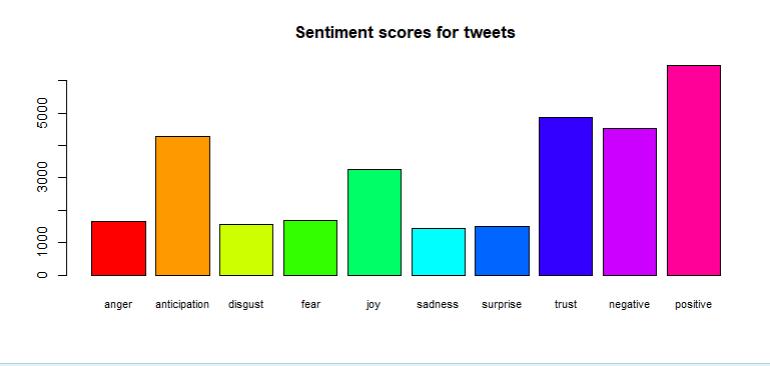 Sentiment scores for tweets
5000
3000
1000
0
anger anticipation disgust fear joy sadness surprise trust negative positive